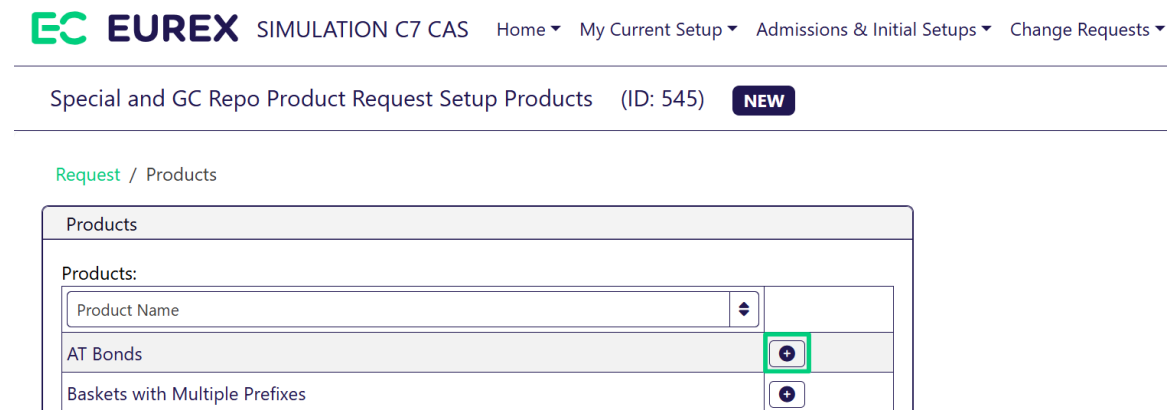 EC EUREX SIMULATION C7 CAS Home My Current Setup Admissions & Initial Setups Change Requests
Special and GC Repo Product Request Setup Products (ID: 545) NEW
Request / Products
Products
Products:
Product Name
AT Bonds
Baskets with Multiple Prefixes